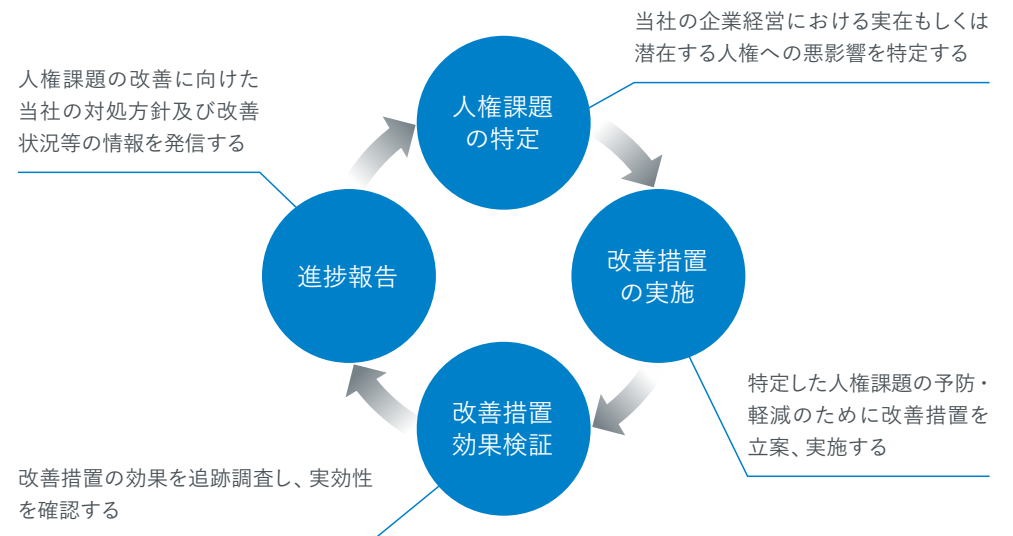 当社の企業経営における実在もしくは
潜在する人権への悪影響を特定する
人権課題の改善に向けた
当社の対処方針及び改善
状況等の情報を発信する
人権課題
の特定
進捗報告
改善措置
の実施
改善措置
効果検証
特定した人権課題の予防・
軽減のために改善措置を
立案、実施する
改善措置の効果を追跡調査し、実効性
を確認する